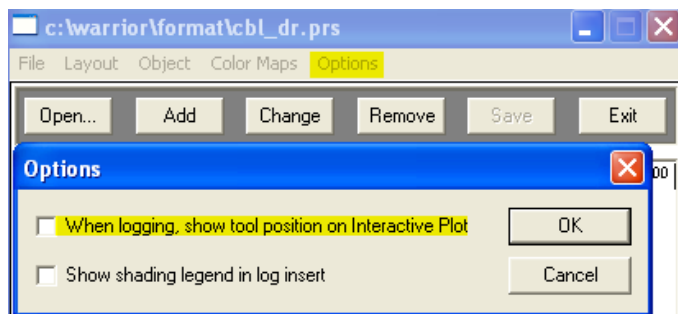 c:\warrior\format\cbl_dr.prs
File Layout Object Color Maps Options
Open... Add Change Remove Save Exit
Options
00
When logging, show tool position on Interactive Plot OK
Show shading legend in log insert Cancel